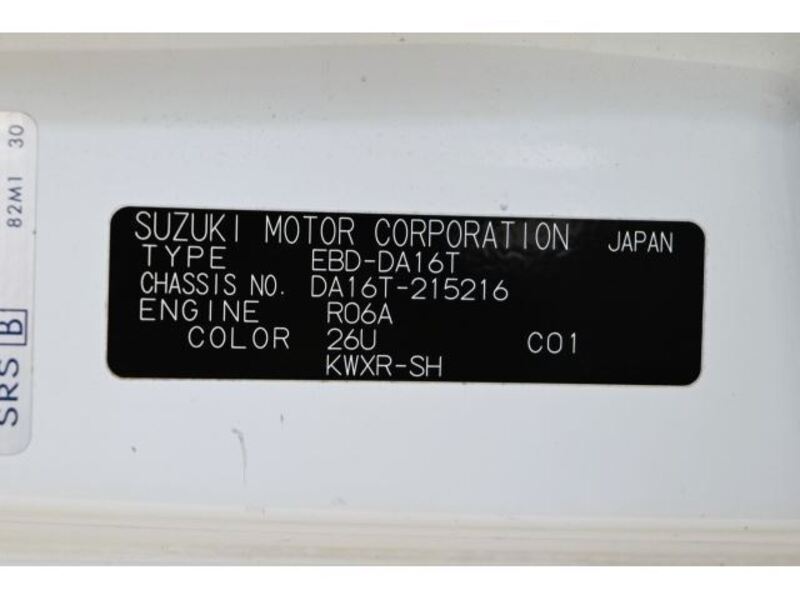 SUZUKI MOTOR CORPORATION JAPAN
TYPE EBD-DA16T
CHASSIS NO. DA16T-215216
ENGINE R06A
COLOR 26U C01
KWXR-SH
82M1 30
SRS B